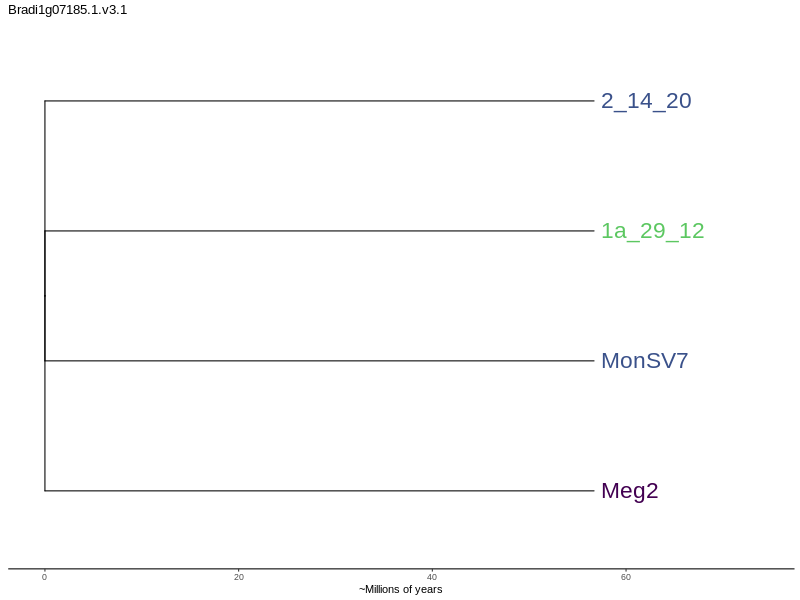 Bradi1g07185.1.v3.1
2_14_20
1a_29_12
MonSV7
Meg2
0 20 40 60
~Millions of years